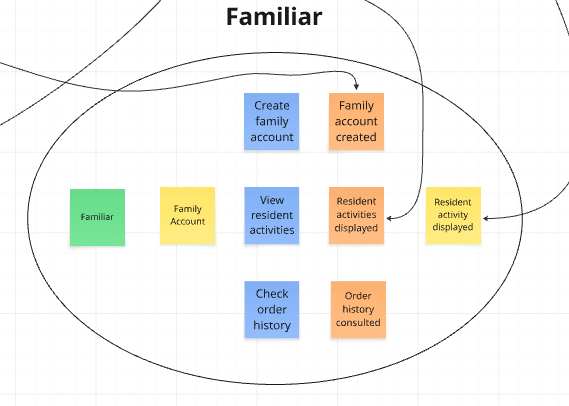 Familiar
Create
family
account
Family
account
created
Familiar
Family
Account
View
resident
activities
Resident
activities
displayed
Resident
activity
displayed
Check
order
history
Order
history
consulted